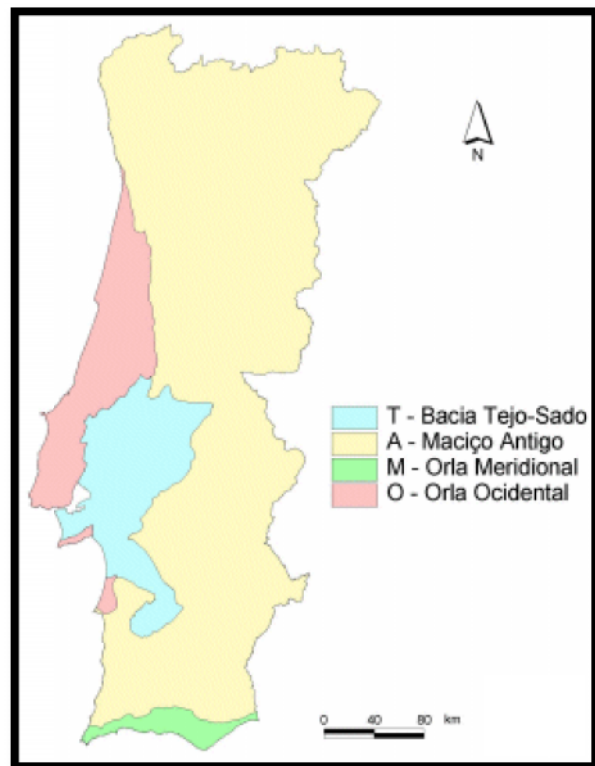 N
T - Bacia Tejo-Sado
A - Maciço Antigo
M - Orla Meridional
O - Orla Ocidental
0 40 80 km